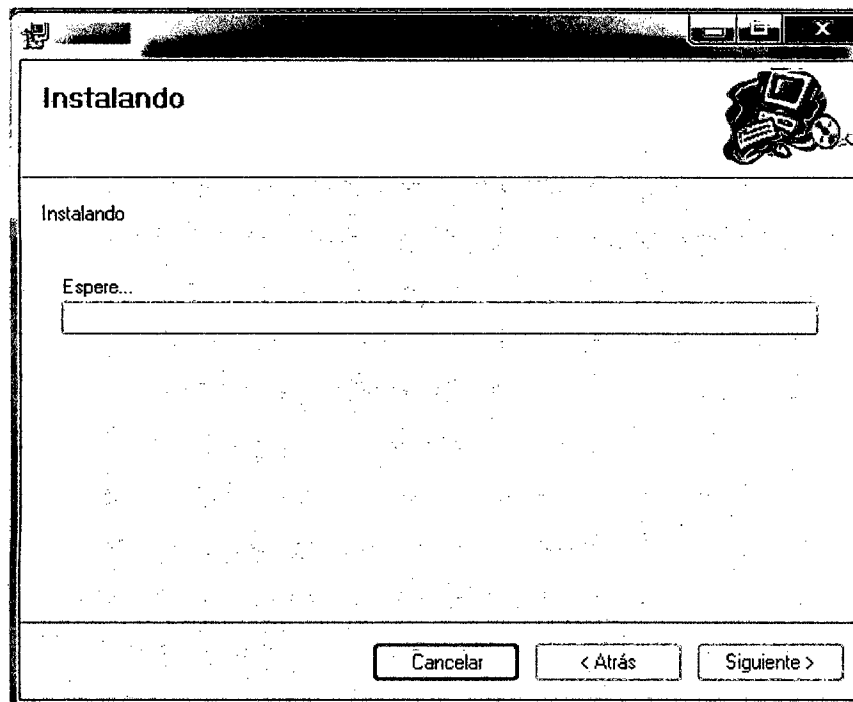 Instalando
Instalando
Espere...
Cancelar
< Atrás
Siguiente >